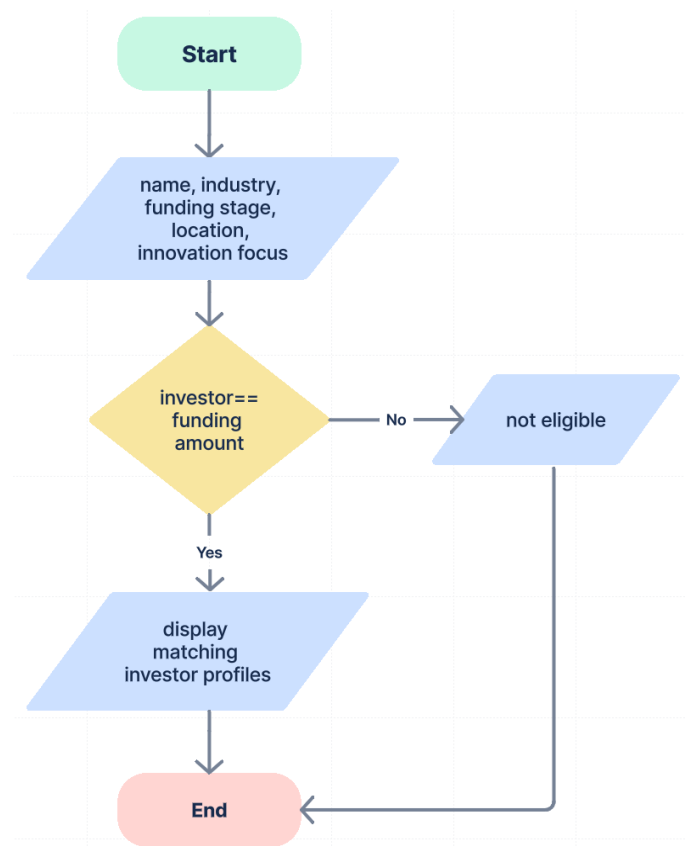 Start
name, industry,
funding stage,
location,
innovation focus
investor==
funding
amount
No
not eligible
Yes
display
matching
investor profiles
End